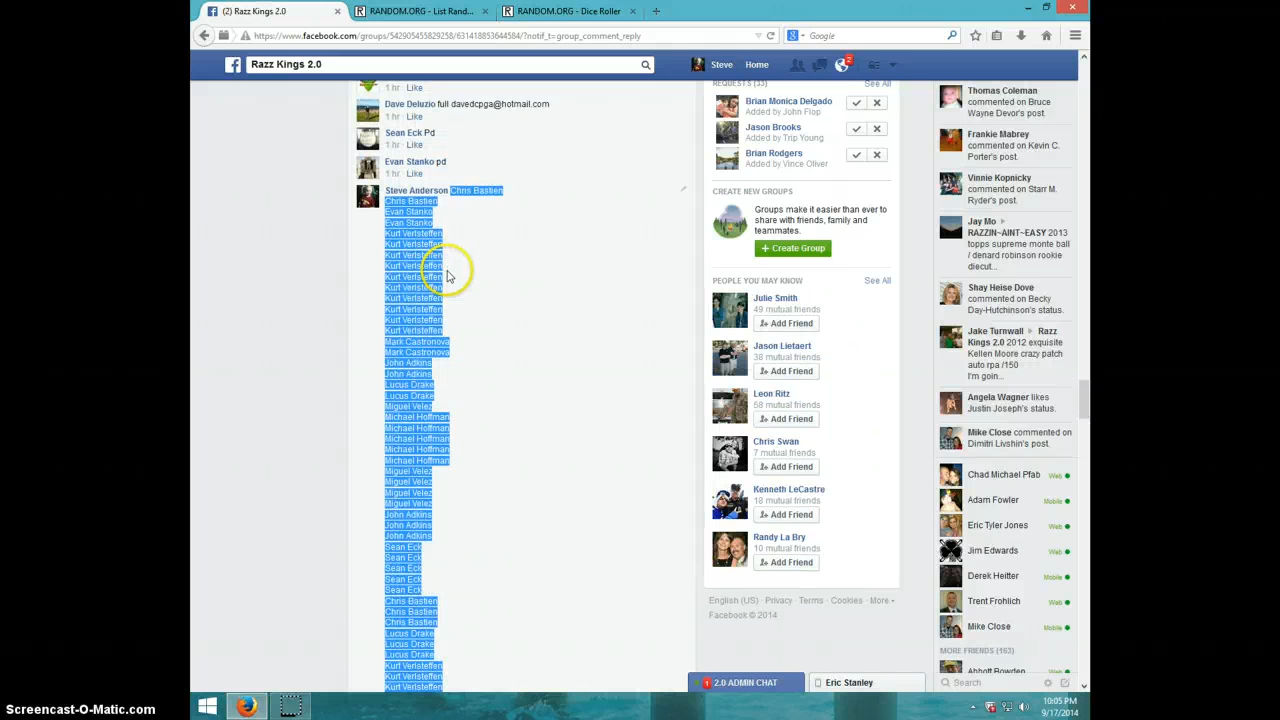 (2) Razz Kings 2.0
RANDOM.ORG - List Rand...
RANDOM.ORG - Dice Roller
https://www.facebook.com/groups/542905455829258/631418853644584/?notif_t=group_comment_reply
Google
Razz Kings 2.0
Steve
Home
2
1 hr · Like
Dave Deluzio full davedcpga@hotmail.com
1 hr · Like
Sean Eck Pd
1 hr · Like
Evan Stanko pd
1 hr · Like
Steve Anderson Chris Bastien
Chris Bastien
Evan Stanko
Evan Stanko
Kurt Verlsteffen
Kurt Verlsteffen
Kurt Verlsteffen
Kurt Verlsteffen
Kurt Verlsteffen
Kurt Verlsteffen
Kurt Verlsteffen
Kurt Verlsteffen
Kurt Verlsteffen
Kurt Verlsteffen
Mark Castronova
Mark Castronova
John Adkins
John Adkins
Lucus Drake
Lucus Drake
Miguel Velez
Michael Hoffman
Michael Hoffman
Michael Hoffman
Michael Hoffman
Michael Hoffman
Miguel Velez
Miguel Velez
Miguel Velez
Miguel Velez
John Adkins
John Adkins
John Adkins
Sean Eck
Sean Eck
Sean Eck
Sean Eck
Sean Eck
Chris Bastien
Chris Bastien
Chris Bastien
Lucus Drake
Lucus Drake
Lucus Drake
Kurt Verlsteffen
Kurt Verlsteffen
Kurt Verlsteffen
REQUESTS (33)
See All
Brian Monica Delgado
Added by John Flop
Jason Brooks
Added by Trip Young
Brian Rodgers
Added by Vince Oliver
CREATE NEW GROUPS
Groups make it easier than ever to
share with friends, family and
teammates.
+ Create Group
PEOPLE YOU MAY KNOW
See All
Julie Smith
49 mutual friends
Add Friend
Jason Lietaert
38 mutual friends
Add Friend
Leon Ritz
58 mutual friends
Add Friend
Chris Swan
7 mutual friends
Add Friend
Kenneth LeCastre
18 mutual friends
Add Friend
Randy La Bry
10 mutual friends
Add Friend
English (US) · Privacy · Terms · Cookies · More
Facebook © 2014
Thomas Coleman
commented on Bruce
Wayne Devor's post.
Frankie Mabrey
commented on Kevin C.
Porter's post.
Vinnie Kopnicky
commented on Starr M.
Ryder's post.
Jay Mo
RAZZIN~AINT~EASY 2013
topps supreme monte ball
/ denard robinson rookie
diecut...
Shay Heise Dove
commented on Becky
Day-Hutchinson's status.
Jake Turnwall Razz
Kings 2.0 2012 exquisite
Kellen Moore crazy patch
auto rpa /150
I'm goin...
Angela Wagner likes
Justin Joseph's status.
Mike Close commented on
Dimitri Livshin's post.
Chad Michael Pfab Web
Adam Fowler Mobile
Eric Tyler Jones Web
Jim Edwards Web
Derek Heitter Mobile
Trent Frohlich Web
Mike Close Mobile
MORE FRIENDS (163)
Abbott Bowden
Search
1 2.0 ADMIN CHAT
Eric Stanley
10:05 PM
9/17/2014
Screencast-O-Matic.com